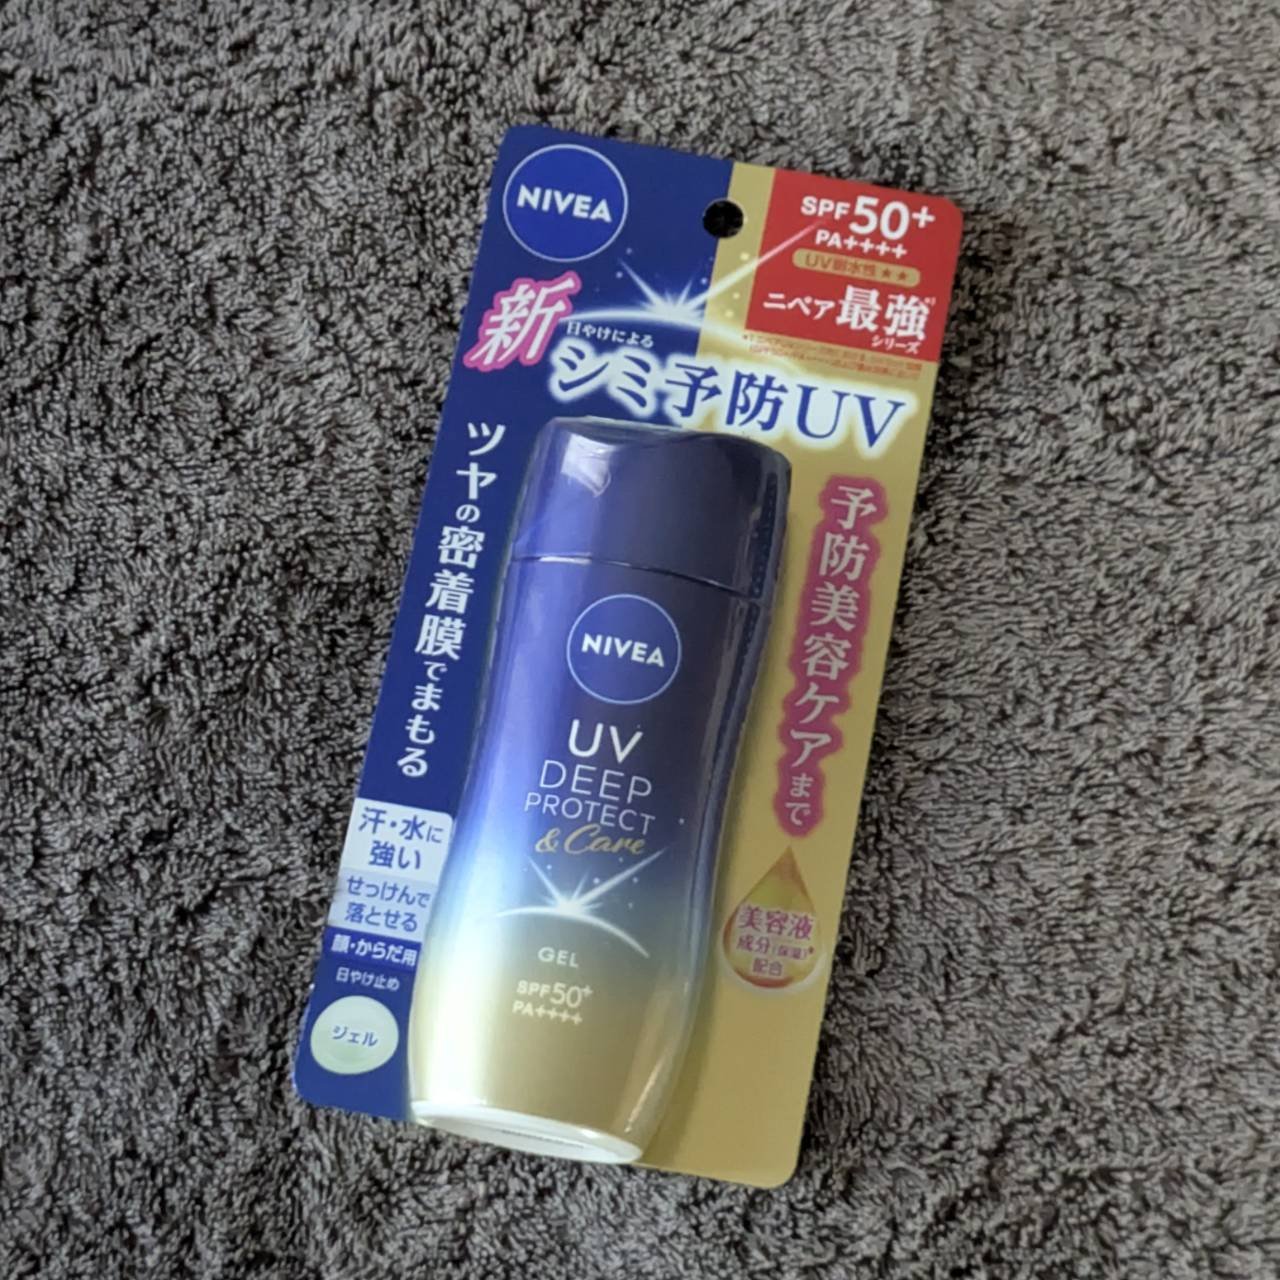 NIVEA
SPF50+
PA++++
UV耐水性★★
ニベア最強*1
シリーズ
新
日やけによる
シミ予防UV
ツヤの密着膜でまもる
予防美容ケアまで
NIVEA
UV
DEEP
PROTECT
& Care
GEL
SPF50+
PA++++
汗・水に
強い
せっけんで
落とせる
顔・からだ用
日やけ止め
ジェル
美容液
成分(保湿)*
配合